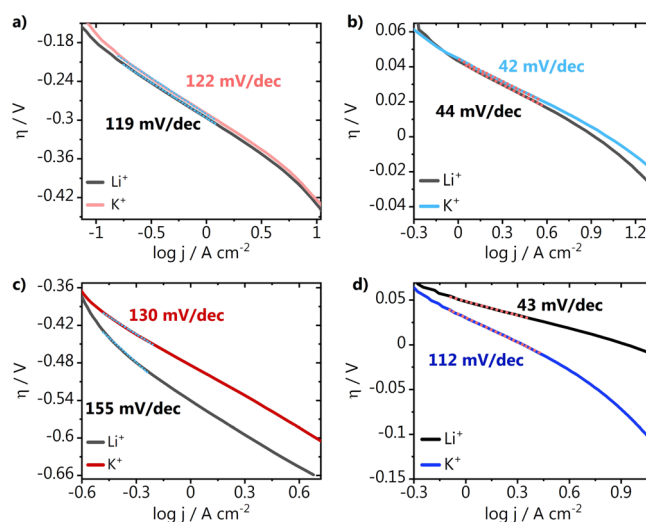 a)
-0.18
-0.24
-0.3
-0.36
-0.42
η / V
122 mV/dec
119 mV/dec
Li⁺
K⁺
-1 -0.5 0 0.5 1
log j / A cm⁻²
b)
0.06
0.04
0.02
0
-0.02
-0.04
η / V
42 mV/dec
44 mV/dec
Li⁺
K⁺
-0.3 0 0.3 0.6 0.9 1.2
log j / A cm⁻²
c)
-0.36
-0.42
-0.48
-0.54
-0.6
-0.66
η / V
130 mV/dec
155 mV/dec
Li⁺
K⁺
-0.6 -0.3 0 0.3 0.6
log j / A cm⁻²
d)
0.05
0
-0.05
-0.1
-0.15
η / V
43 mV/dec
112 mV/dec
Li⁺
K⁺
-0.3 0 0.3 0.6 0.9
log j / A cm⁻²